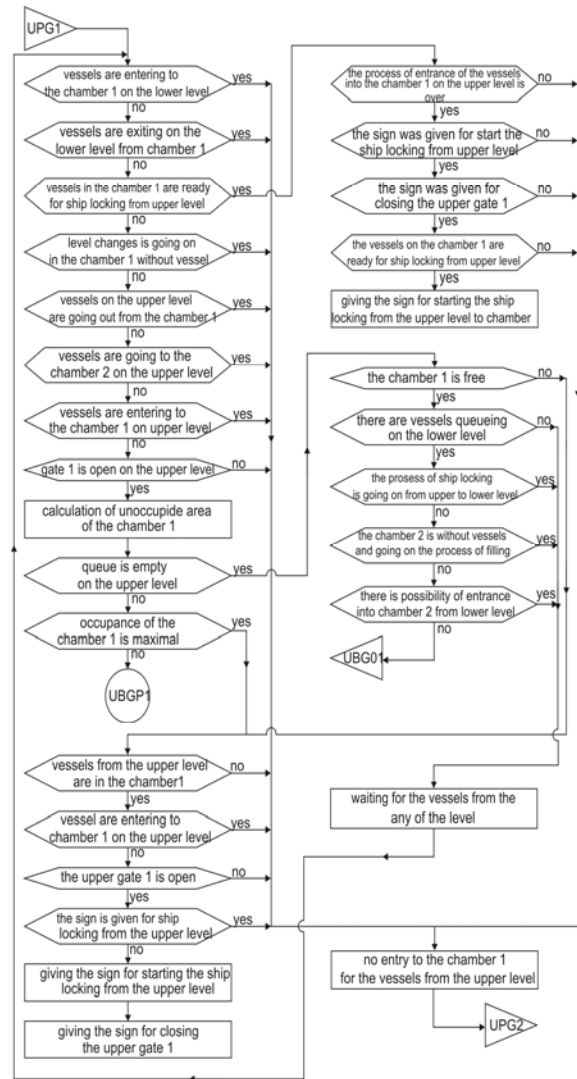 UPG1
vessels are entering to
the chamber 1 on the lower level
yes
no
vessels are exiting on the
lower level from chamber 1
yes
no
vessels in the chamber 1 are ready
for ship locking from upper level
yes
no
level changes is going on
in the chamber 1 without vessel
yes
no
vessels on the upper level
are going out from the chamber 1
yes
no
vessels are going to the
chamber 2 on the upper level
yes
no
vessels are entering to
the chamber 1 on upper level
yes
no
gate 1 is open on the upper level
no
yes
calculation of unoccupide area
of the chamber 1
queue is empty
on the upper level
yes
no
occupance of the
chamber 1 is maximal
yes
no
UBGP1
vessels from the upper level
are in the chamber1
no
yes
vessel are entering to
chamber 1 on the upper level
yes
no
the upper gate 1 is open
no
yes
the sign is given for ship
locking from the upper level
yes
no
giving the sign for starting the ship
locking from the upper level
giving the sign for closing
the upper gate 1
the process of entrance of the vessels
into the chamber 1 on the upper level is
over
no
yes
the sign was given for start the
ship locking from upper level
no
yes
the sign was given for
closing the upper gate 1
no
yes
the vessels on the chamber 1 are
ready for ship locking from upper level
no
yes
giving the sign for starting the ship
locking from the upper level to chamber
the chamber 1 is free
no
yes
there are vessels queueing
on the lower level
no
yes
the prosess of ship locking
is going on from upper to lower level
yes
no
the chamber 2 is without vessels
and going on the process of filling
yes
no
there is possibility of entrance
into chamber 2 from lower level
yes
no
UBG01
waiting for the vessels from the
any of the level
no entry to the chamber 1
for the vessels from the upper level
UPG2